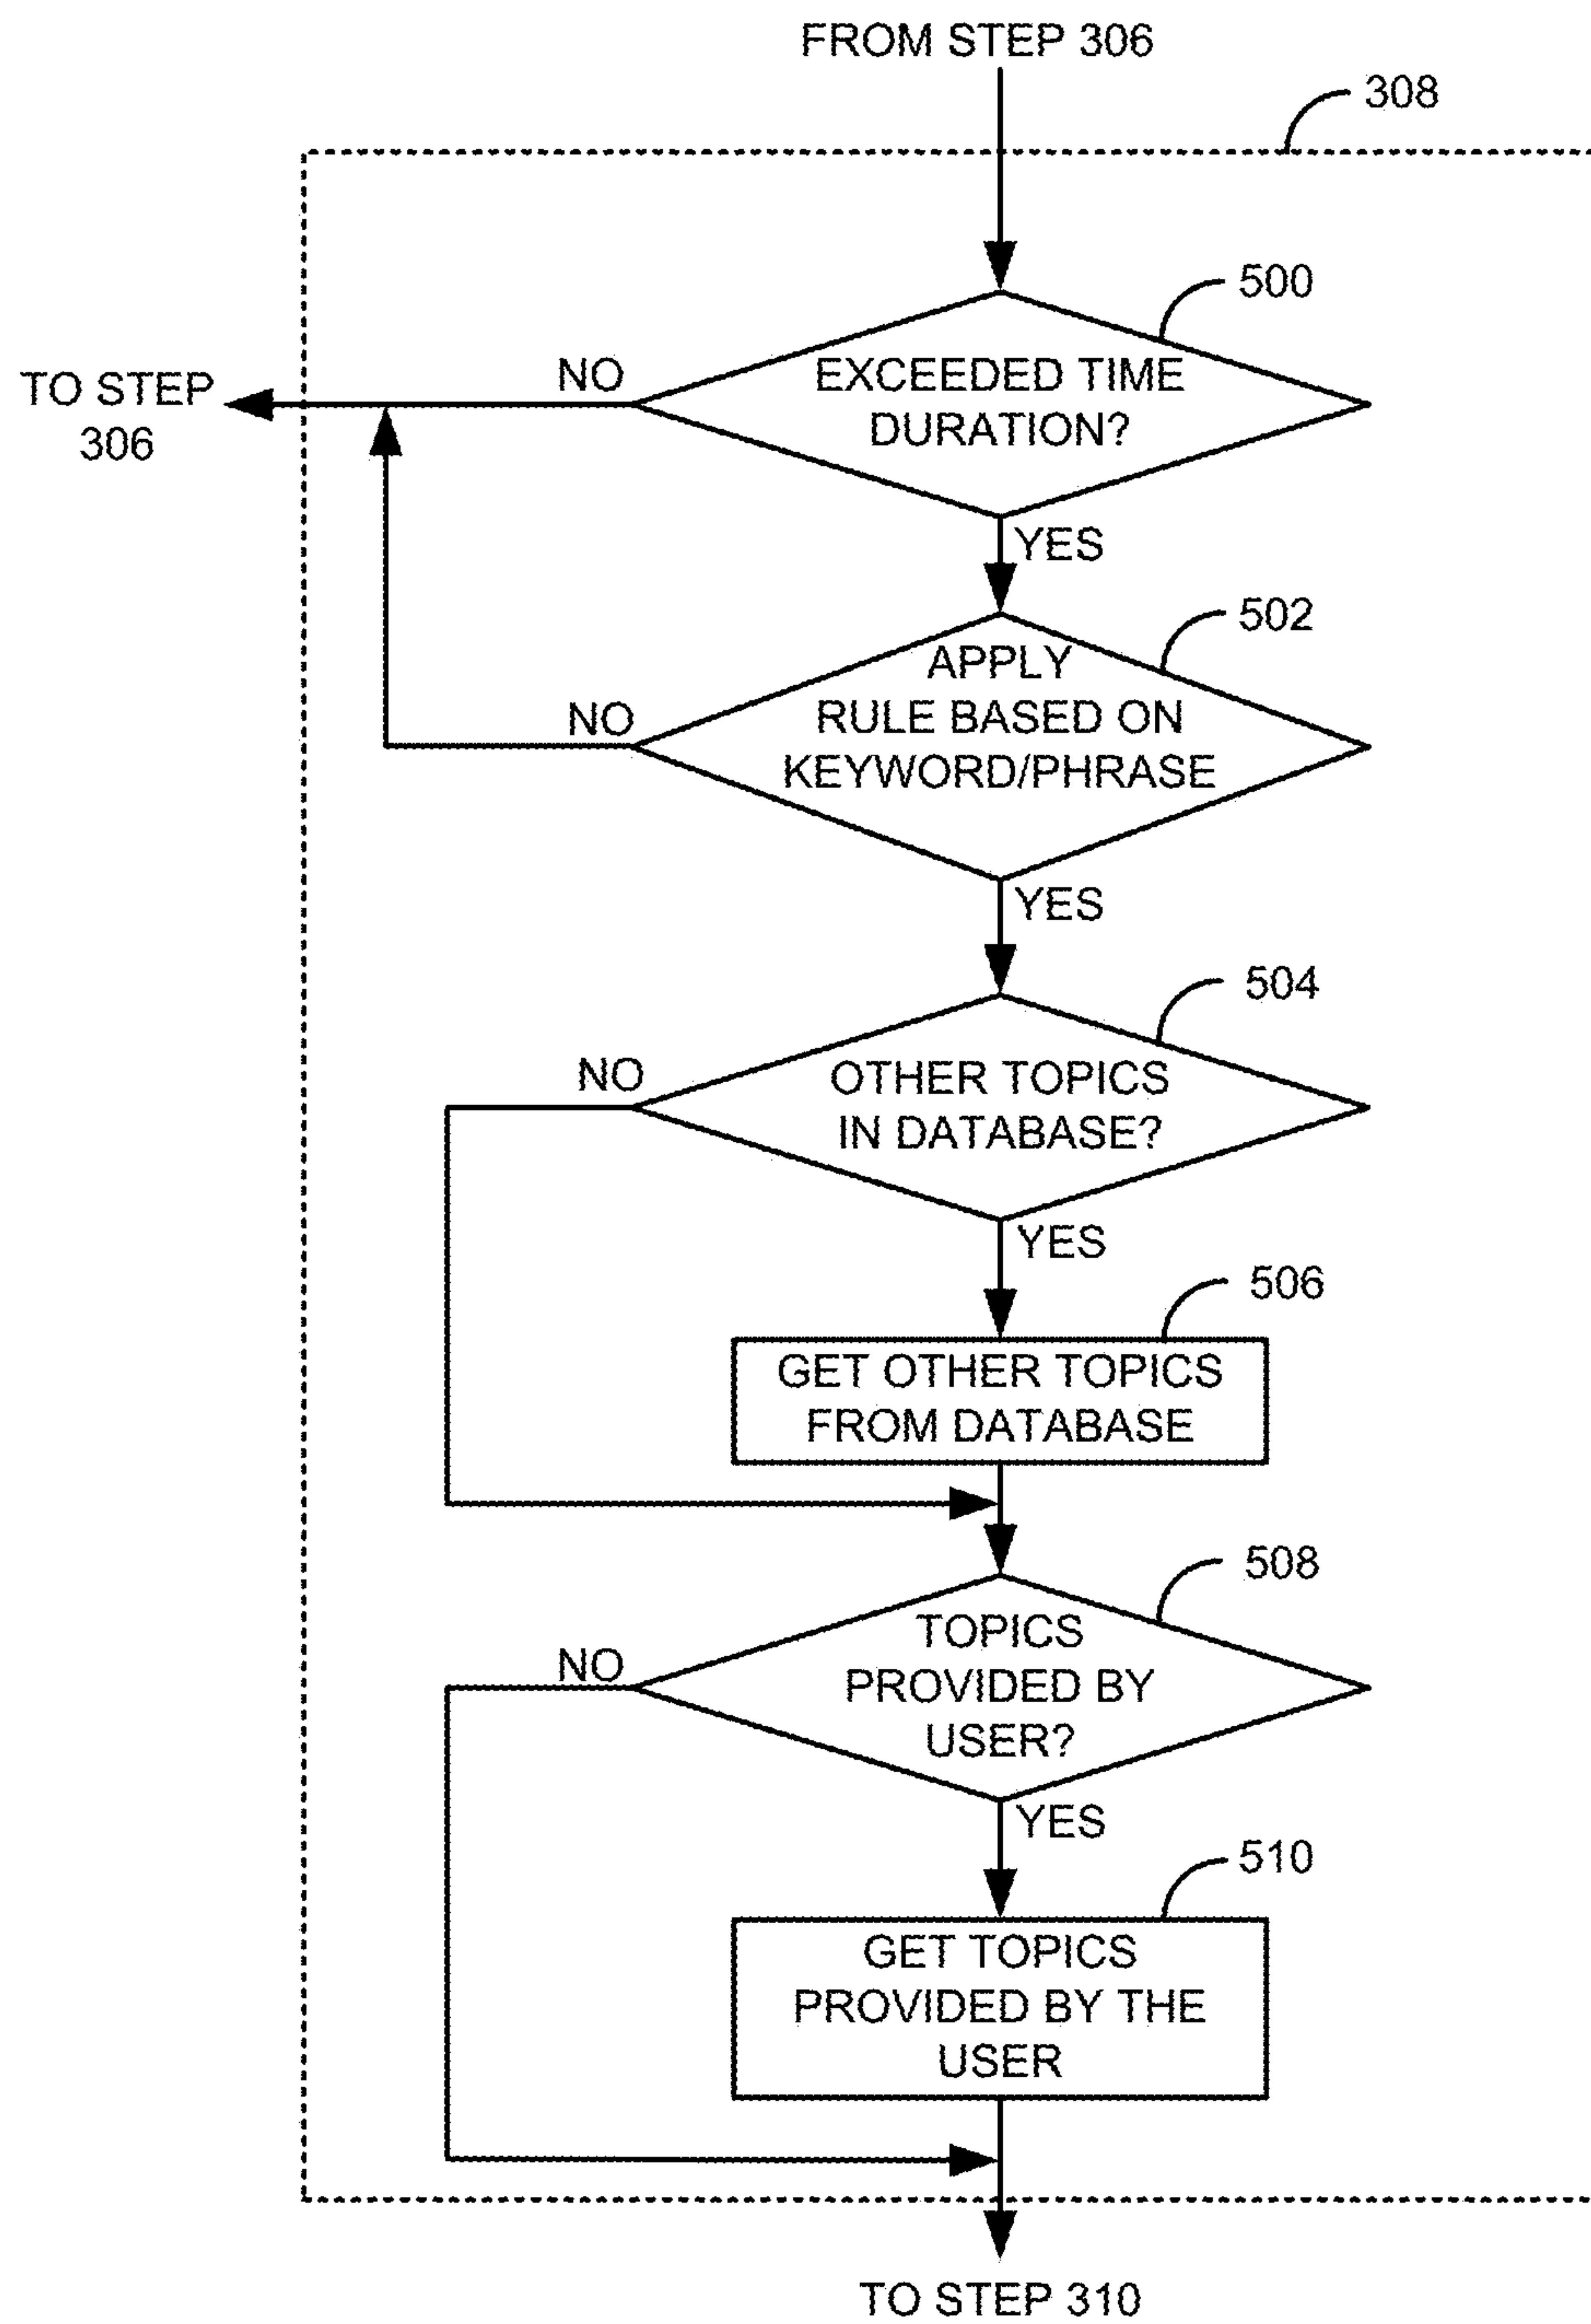 FROM STEP 306
308
500
EXCEEDED TIME
DURATION?
NO
TO STEP
306
YES
502
APPLY
RULE BASED ON
KEYWORD/PHRASE
NO
YES
504
OTHER TOPICS
IN DATABASE?
NO
YES
506
GET OTHER TOPICS
FROM DATABASE
508
TOPICS
PROVIDED BY
USER?
NO
YES
510
GET TOPICS
PROVIDED BY THE
USER
TO STEP 310